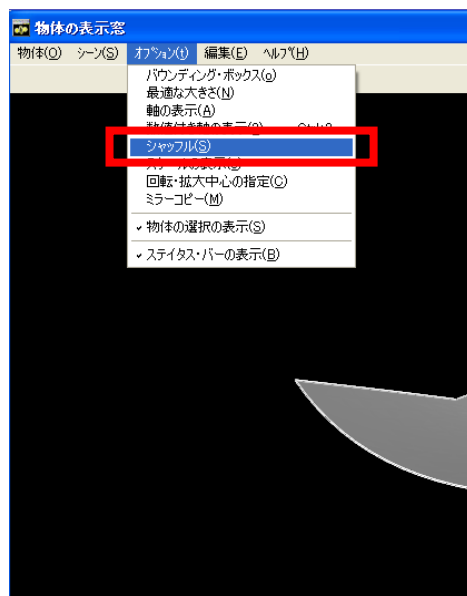 物体の表示窓
物体(O) シーン(S) オプション(t) 編集(E) ヘルプ(H)
バウンディング・ボックス(o)
最適な大きさ(N)
軸の表示(A)
シャッフル(S)
回転・拡大中心の指定(C)
ミラーコピー(M)
物体の選択の表示(S)
ステイタス・バーの表示(B)